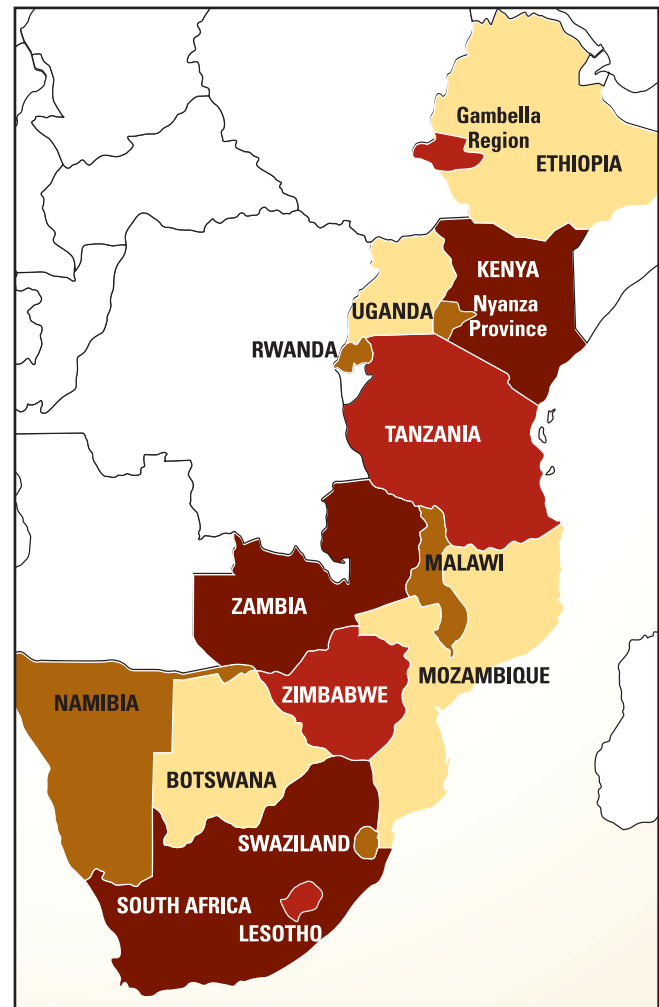 Gambella
Region
ETHIOPIA
KENYA
Nyanza
Province
UGANDA
RWANDA
TANZANIA
MALAWI
ZAMBIA
MOZAMBIQUE
ZIMBABWE
NAMIBIA
BOTSWANA
SWAZILAND
SOUTH AFRICA
LESOTHO